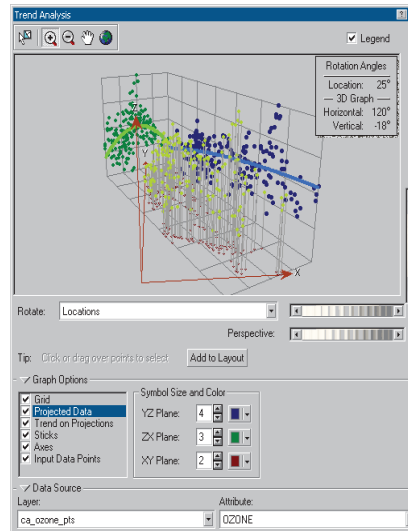 Trend Analysis
Legend
Rotation Angles
Location: 25°
3D Graph
Horizontal: 120°
Vertical: -18°
Z
Y
X
Rotate: Locations
Perspective:
Tip: Click or drag over points to select Add to Layout
Graph Options
Grid
Projected Data
Trend on Projections
Sticks
Axes
Input Data Points
Symbol Size and Color
YZ Plane: 4
ZX Plane: 3
XY Plane: 2
Data Source
Layer: Attribute:
ca_ozone_pts OZONE